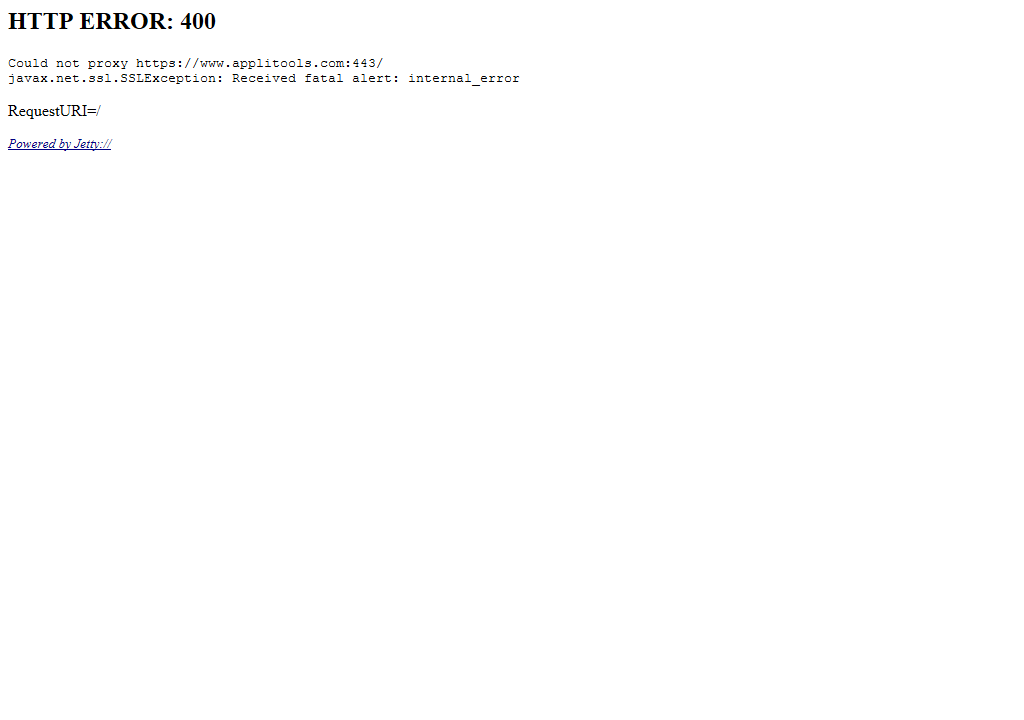 HTTP ERROR: 400
Could not proxy https://www.applitools.com:443/
javax.net.ssl.SSLException: Received fatal alert: internal_error
RequestURI=/
Powered by Jetty://